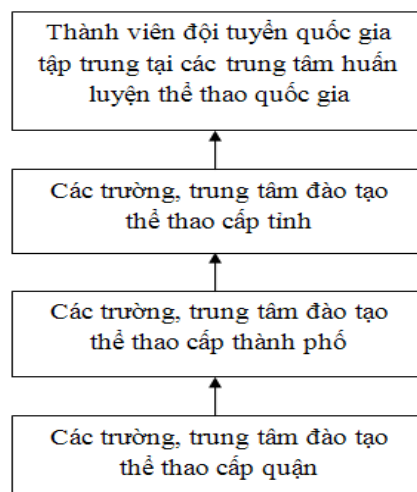 Thành viên đội tuyển quốc gia
tập trung tại các trung tâm huấn
luyện thể thao quốc gia
Các trường, trung tâm đào tạo
thể thao cấp tỉnh
Các trường, trung tâm đào tạo
thể thao cấp thành phố
Các trường, trung tâm đào tạo
thể thao cấp quận